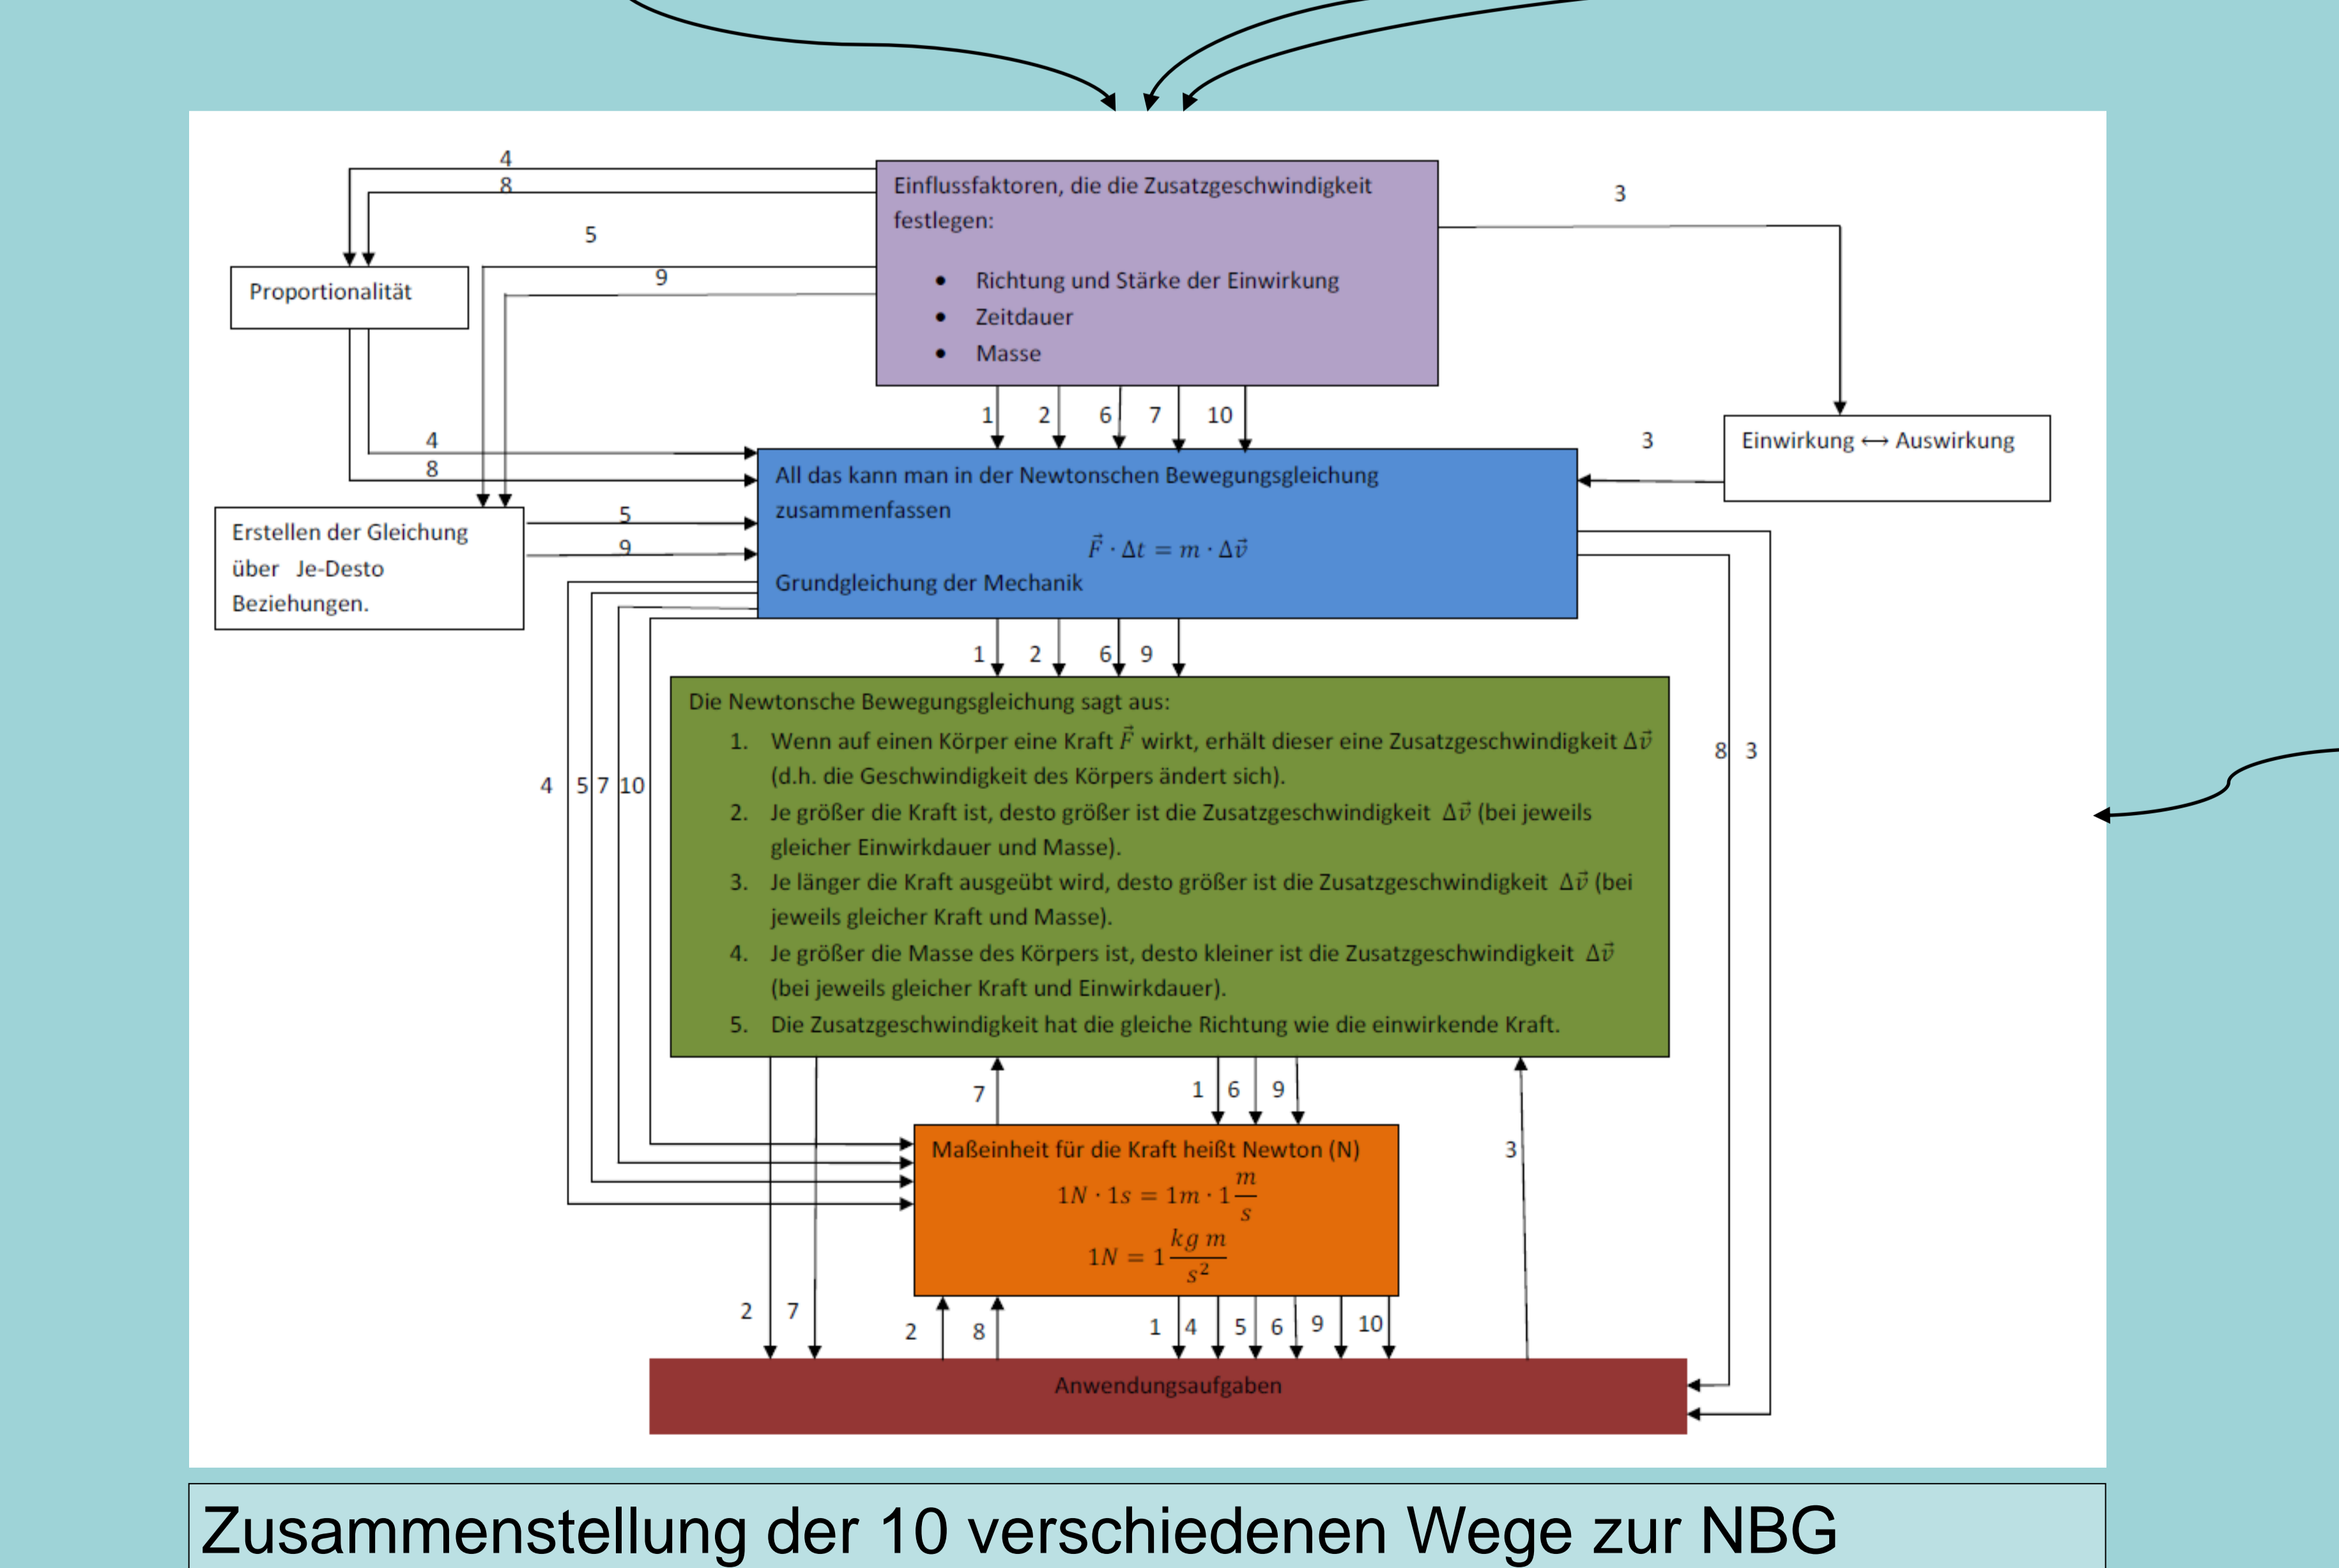 4
8
5
9
3
Einflussfaktoren, die die Zusatzgeschwindigkeit
festlegen:
• Richtung und Stärke der Einwirkung
• Zeitdauer
• Masse
Proportionalität
1 2 6 7 10
4
8
3
Einwirkung ↔ Auswirkung
All das kann man in der Newtonschen Bewegungsgleichung
zusammenfassen
F⃗ · Δt = m · Δv⃗
Grundgleichung der Mechanik
5
9
Erstellen der Gleichung
über Je-Desto
Beziehungen.
1 2 6 9
Die Newtonsche Bewegungsgleichung sagt aus:
1. Wenn auf einen Körper eine Kraft F⃗ wirkt, erhält dieser eine Zusatzgeschwindigkeit Δv⃗
(d.h. die Geschwindigkeit des Körpers ändert sich).
2. Je größer die Kraft ist, desto größer ist die Zusatzgeschwindigkeit Δv⃗ (bei jeweils
gleicher Einwirkdauer und Masse).
3. Je länger die Kraft ausgeübt wird, desto größer ist die Zusatzgeschwindigkeit Δv⃗ (bei
jeweils gleicher Kraft und Masse).
4. Je größer die Masse des Körpers ist, desto kleiner ist die Zusatzgeschwindigkeit Δv⃗
(bei jeweils gleicher Kraft und Einwirkdauer).
5. Die Zusatzgeschwindigkeit hat die gleiche Richtung wie die einwirkende Kraft.
4 5 7 10
8 3
7
1 6 9
3
Maßeinheit für die Kraft heißt Newton (N)
1N · 1s = 1m · 1 m/s
1N = 1 kg m/s²
2 7
2 8
1 4 5 6 9 10
Anwendungsaufgaben
Zusammenstellung der 10 verschiedenen Wege zur NBG